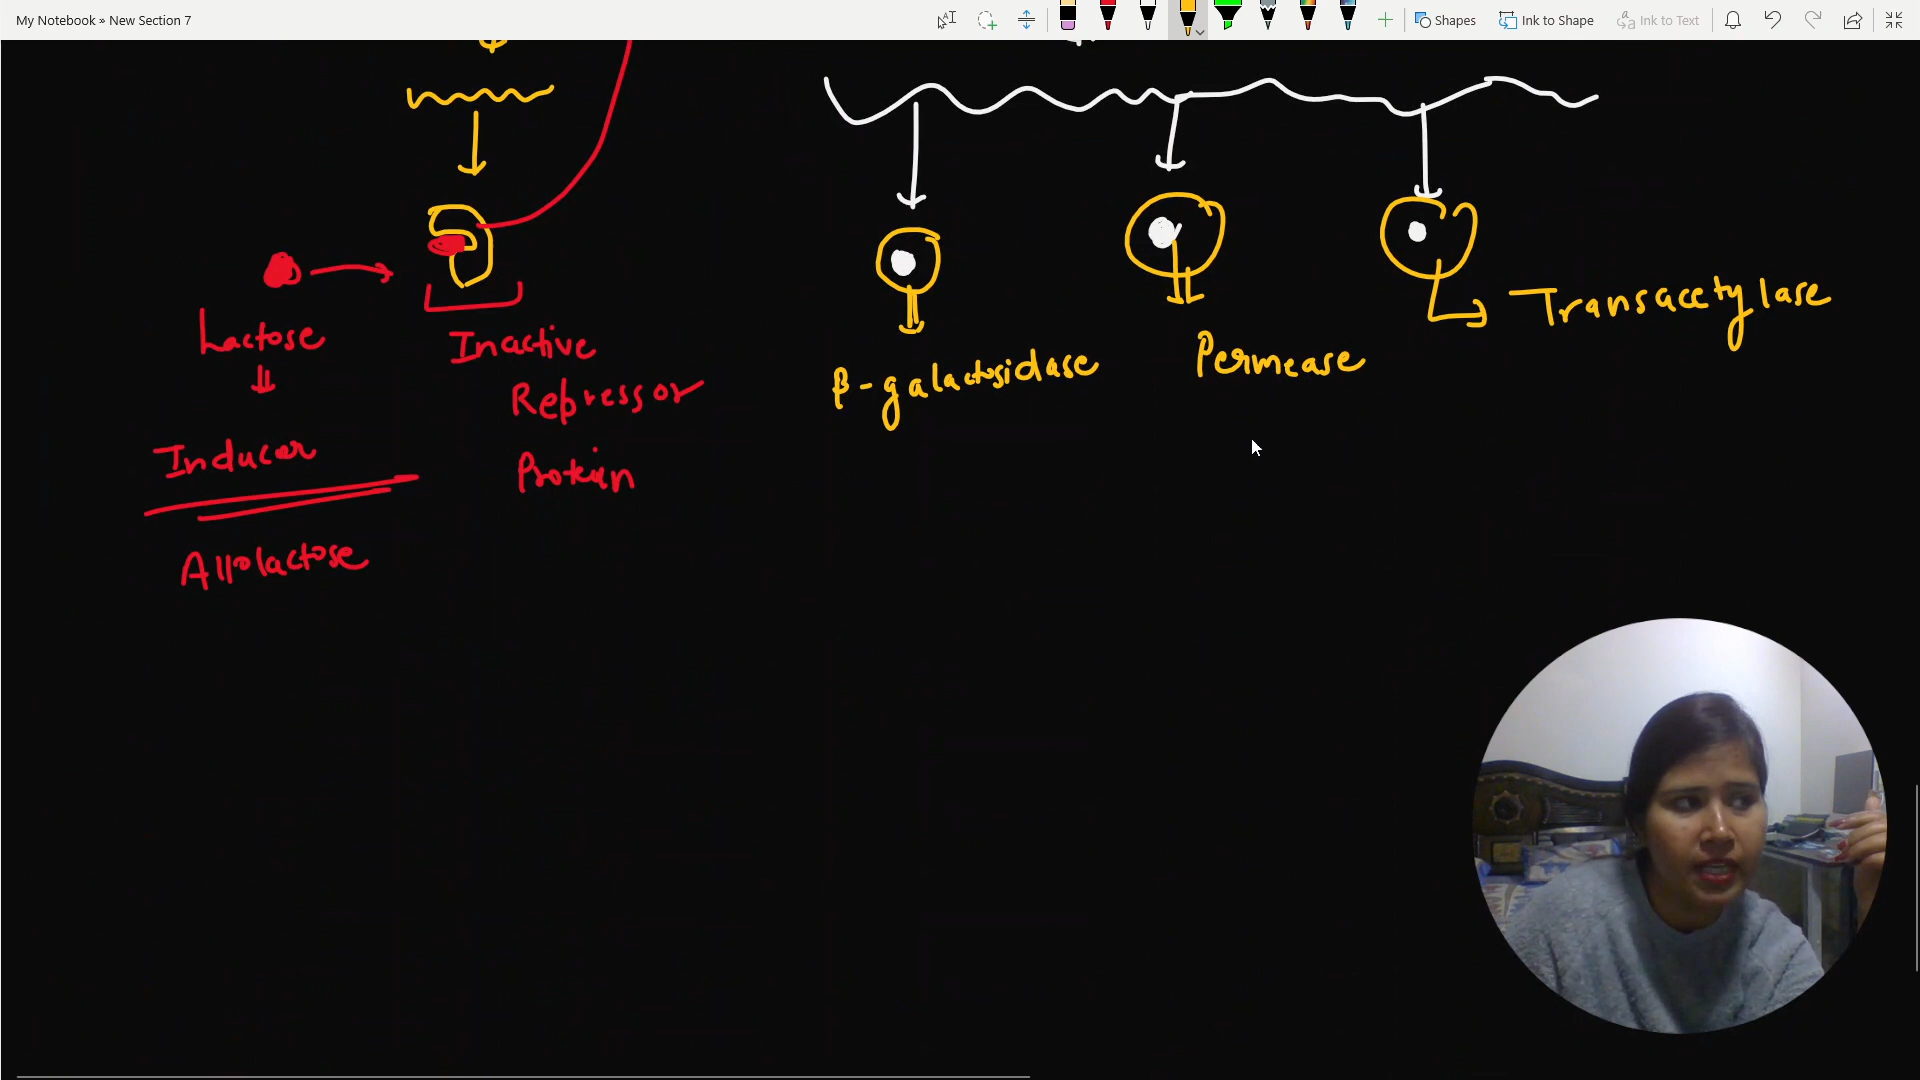 My Notebook » New Section 7
Shapes
Ink to Shape
Ink to Text
Lactose
Inducer
Allolactose
Inactive
Repressor
Protein
β-galactosidase
Permease
Transacetylase